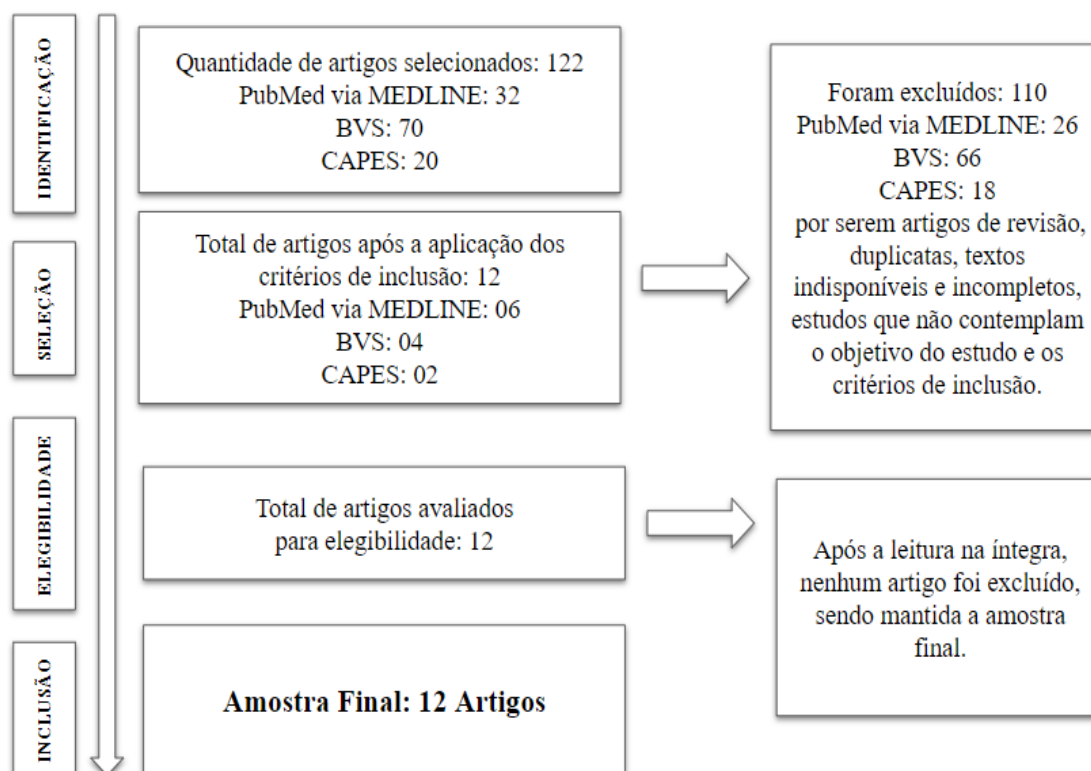 IDENTIFICAÇÃO
Quantidade de artigos selecionados: 122
PubMed via MEDLINE: 32
BVS: 70
CAPES: 20
Foram excluídos: 110
PubMed via MEDLINE: 26
BVS: 66
CAPES: 18
por serem artigos de revisão,
duplicatas, textos
indisponíveis e incompletos,
estudos que não contemplam
o objetivo do estudo e os
critérios de inclusão.
SELEÇÃO
Total de artigos após a aplicação dos
critérios de inclusão: 12
PubMed via MEDLINE: 06
BVS: 04
CAPES: 02
ELEGIBILIDADE
Total de artigos avaliados
para elegibilidade: 12
Após a leitura na íntegra,
nenhum artigo foi excluído,
sendo mantida a amostra
final.
INCLUSÃO
Amostra Final: 12 Artigos